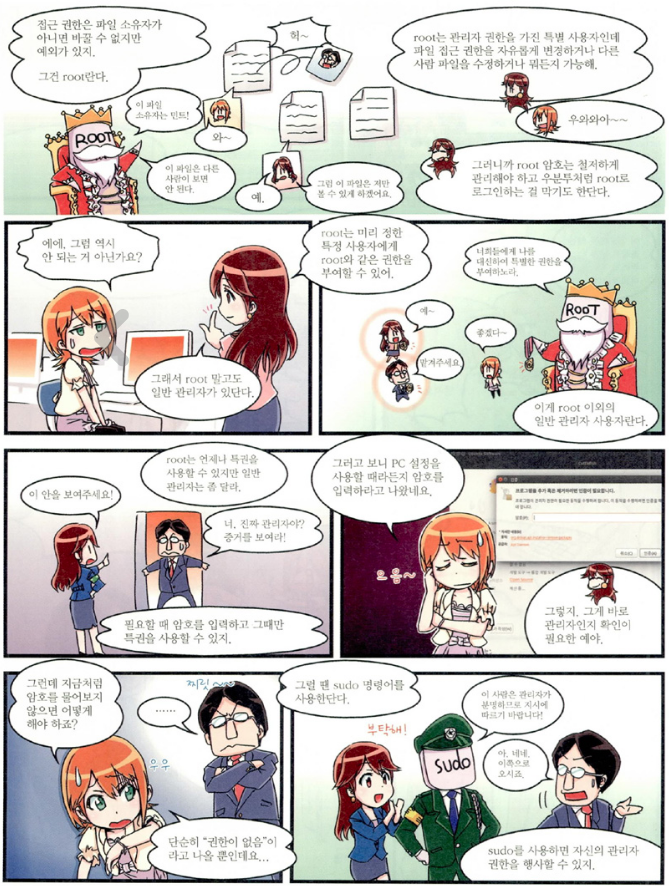 접근 권한은 파일 소유자가
아니면 바꿀 수 없지만
예외가 있지.
그건 root란다.
허~
root는 관리자 권한을 가진 특별 사용자인데
파일 접근 권한을 자유롭게 변경하거나 다른
사람 파일을 수정하거나 뭐든지 가능해.
이 파일
소유자는 민트!
와~
우와와아~~
ROOT
이 파일은 다른
사람이 보면
안 된다.
예.
그럼 이 파일은 저만
볼 수 있게 하겠어요.
그러니까 root 암호는 철저하게
관리해야 하고 우분투처럼 root로
로그인하는 걸 막기도 한단다.
에에, 그럼 역시
안 되는 거 아닌가요?
root는 미리 정한
특정 사용자에게
root와 같은 권한을
부여할 수 있어.
그래서 root 말고도
일반 관리자가 있단다.
너희들에게 나를
대신하여 특별한 권한을
부여하노라.
ROOT
예~
좋겠다~
맡겨주세요.
이게 root 이외의
일반 관리자 사용자란다.
이 안을 보여주세요!
root는 언제나 특권을
사용할 수 있지만 일반
관리자는 좀 달라.
너, 진짜 관리자야?
증거를 보여라!
필요할 때 암호를 입력하고 그때만
특권을 사용할 수 있지.
그러고 보니 PC 설정을
사용할 때라든지 암호를
입력하라고 나왔네요.
으음~
프로그램을 추가 혹은 제거하려면 인증이 필요합니다.
그렇지. 그게 바로
관리자인지 확인이
필요한 예야.
그런데 지금처럼
암호를 물어보지
않으면 어떻게
해야 하죠?
......
찌릿~
우우
단순히 "권한이 없음"이
라고 나올 뿐인데요...
그럴 땐 sudo 명령어를
사용한단다.
부탁해!
sudo
이 사람은 관리자가
분명하므로 지시에
따르기 바랍니다!
아, 네네.
이쪽으로
오시죠.
sudo를 사용하면 자신의 관리자
권한을 행사할 수 있지.